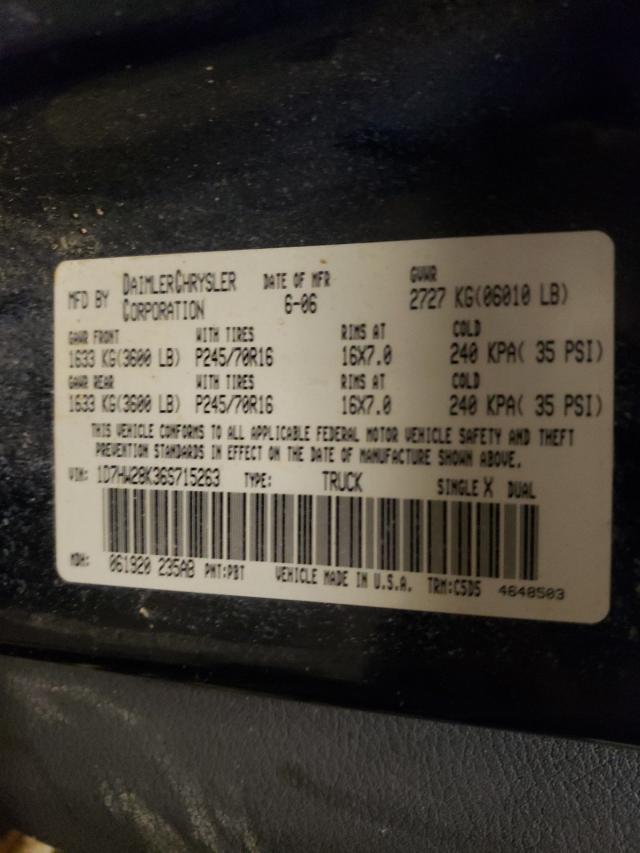 MFD BY DAIMLERCHRYSLER CORPORATION DATE OF MFR 6-06 GVWR 2727 KG(06010 LB)
GAWR FRONT WITH TIRES RIMS AT COLD
1633 KG(3600 LB) P245/70R16 16X7.0 240 KPA( 35 PSI)
GAWR REAR WITH TIRES RIMS AT COLD
1633 KG(3600 LB) P245/70R16 16X7.0 240 KPA( 35 PSI)
THIS VEHICLE CONFORMS TO ALL APPLICABLE FEDERAL MOTOR VEHICLE SAFETY AND THEFT
PREVENTION STANDARDS IN EFFECT ON THE DATE OF MANUFACTURE SHOWN ABOVE.
VIN: 1D7HW28K36S715263 TYPE: TRUCK SINGLE X DUAL
MDH: 061920 235AB PNT:PBT VEHICLE MADE IN U.S.A. TRM:C5D5 4648503